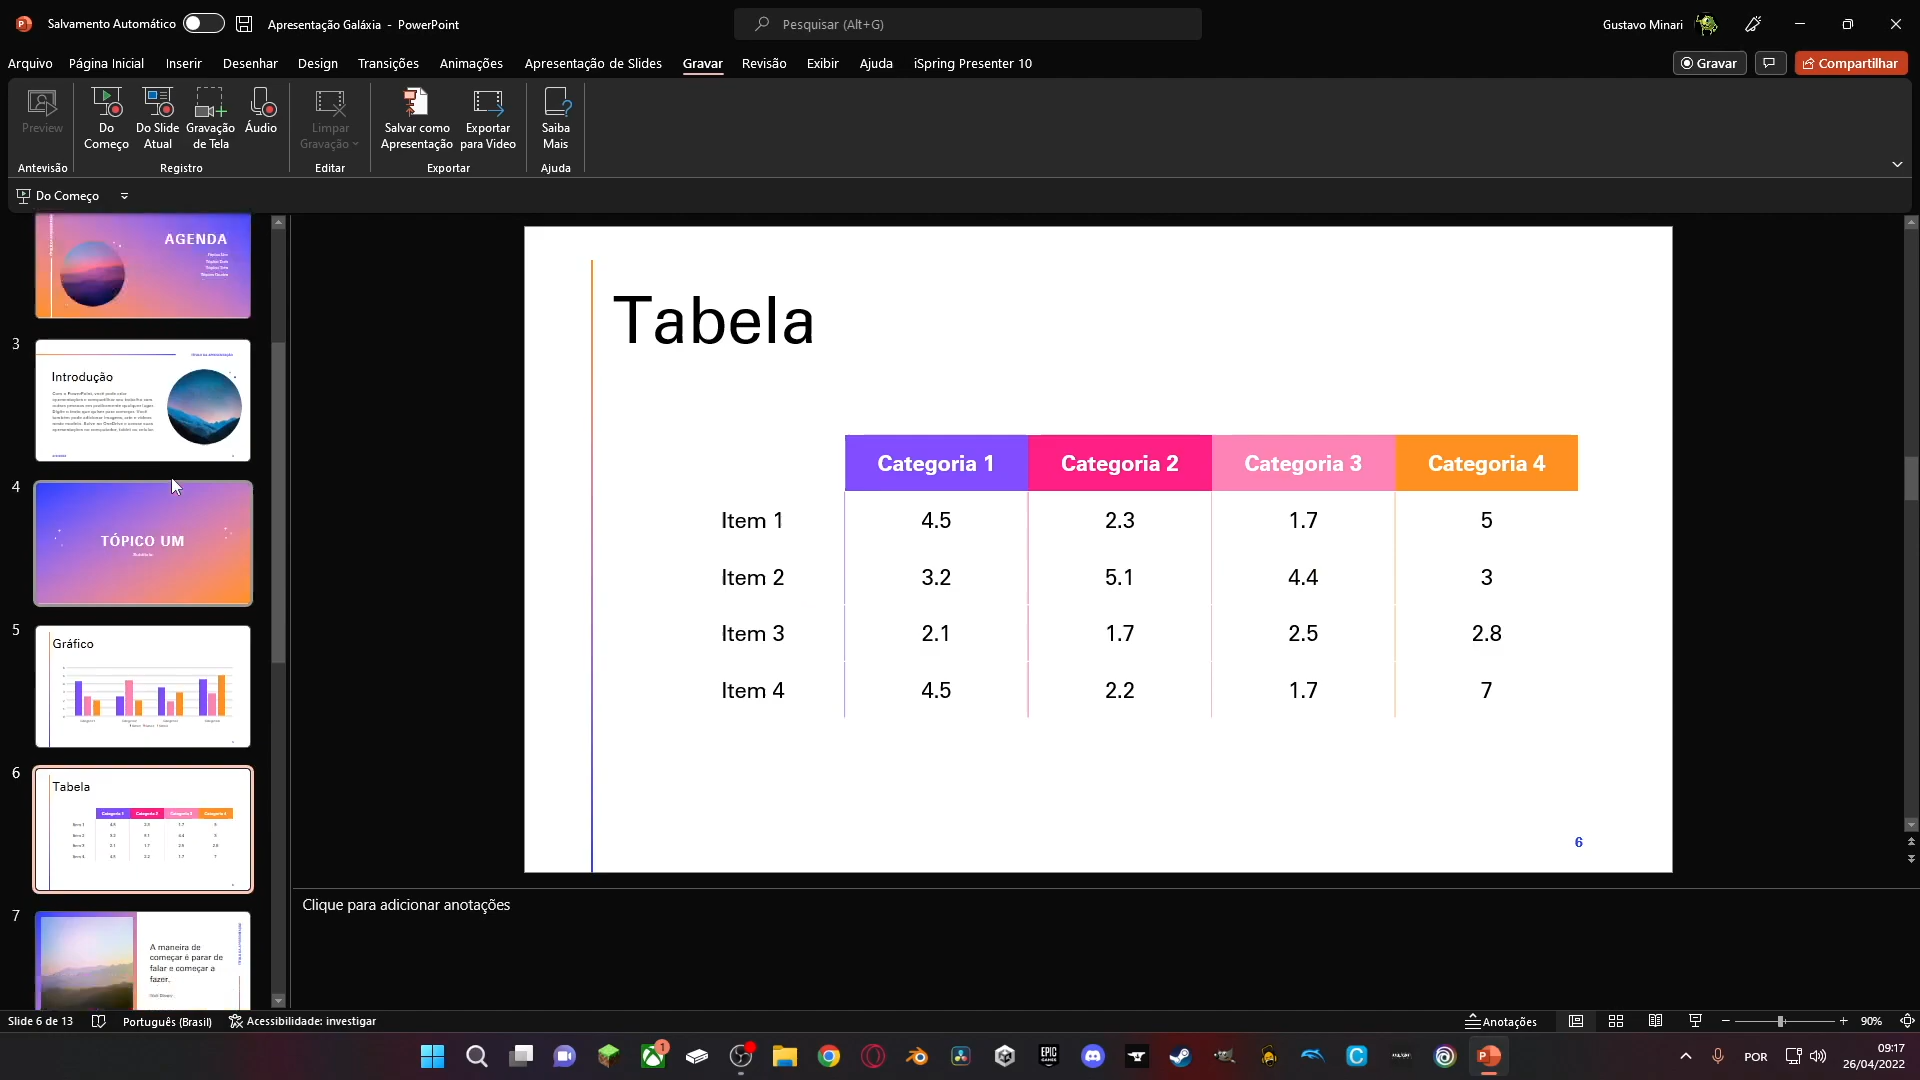 Salvamento Automático
Apresentação Galáxia - PowerPoint
Pesquisar (Alt+G)
Gustavo Minari
Arquivo Página Inicial Inserir Desenhar Design Transições Animações Apresentação de Slides Gravar Revisão Exibir Ajuda iSpring Presenter 10
Gravar
Compartilhar
Preview
Do Começo
Do Slide Atual
Gravação de Tela
Áudio
Limpar Gravação
Salvar como Apresentação
Exportar para Video
Saiba Mais
Antevisão
Registro
Editar
Exportar
Ajuda
Do Começo
AGENDA
3
Introdução
4
TÓPICO UM
5
Gráfico
6
Tabela
7
A maneira de
começar é parar de
falar e começar a
fazer.
Tabela
Categoria 1 Categoria 2 Categoria 3 Categoria 4
Item 1 4.5 2.3 1.7 5
Item 2 3.2 5.1 4.4 3
Item 3 2.1 1.7 2.5 2.8
Item 4 4.5 2.2 1.7 7
6
Clique para adicionar anotações
Slide 6 de 13
Português (Brasil)
Acessibilidade: investigar
Anotações
90%
1
EPIC GAMES
POR
09:17
26/04/2022